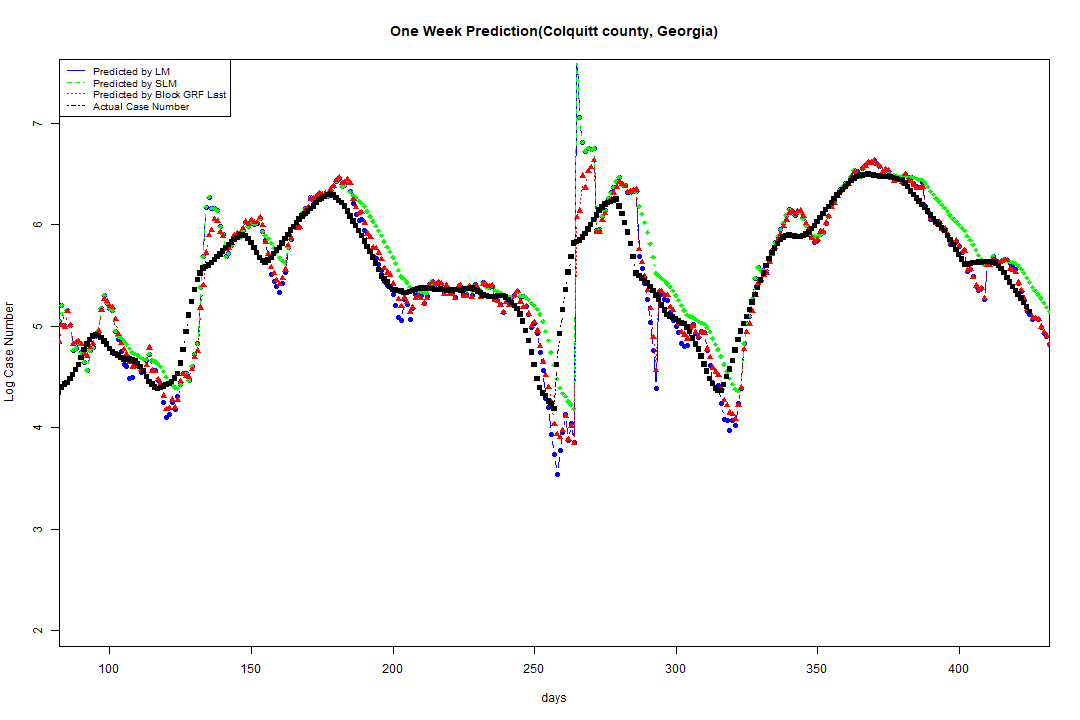 One Week Prediction(Colquitt county, Georgia)
Predicted by LM
Predicted by SLM
Predicted by Block GRF Last
Actual Case Number
Log Case Number
7
6
5
4
3
2
100 150 200 250 300 350 400
days